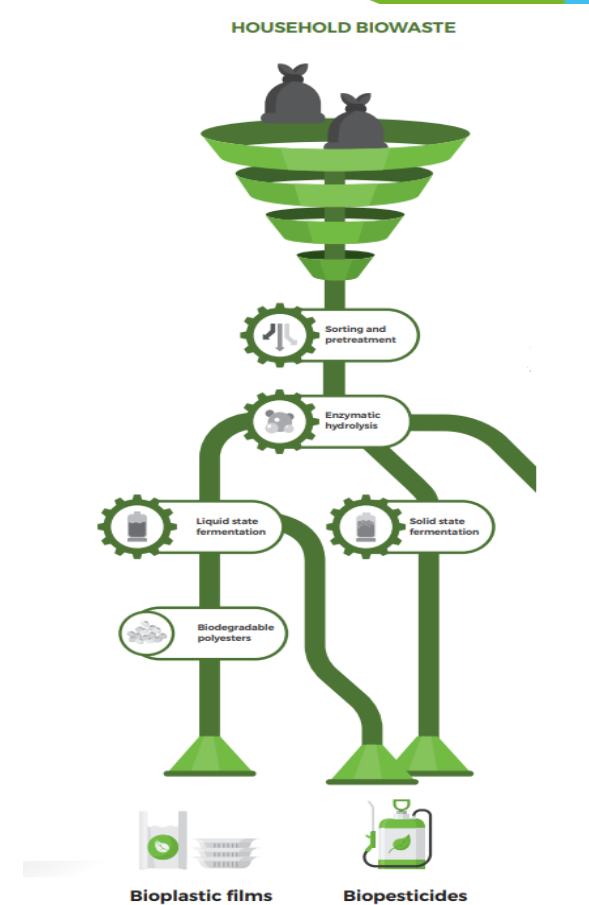 HOUSEHOLD BIOWASTE
Sorting and
pretreatment
Enzymatic
hydrolysis
Liquid state
fermentation
Solid state
fermentation
Biodegradable
polyesters
Bioplastic films
Biopesticides